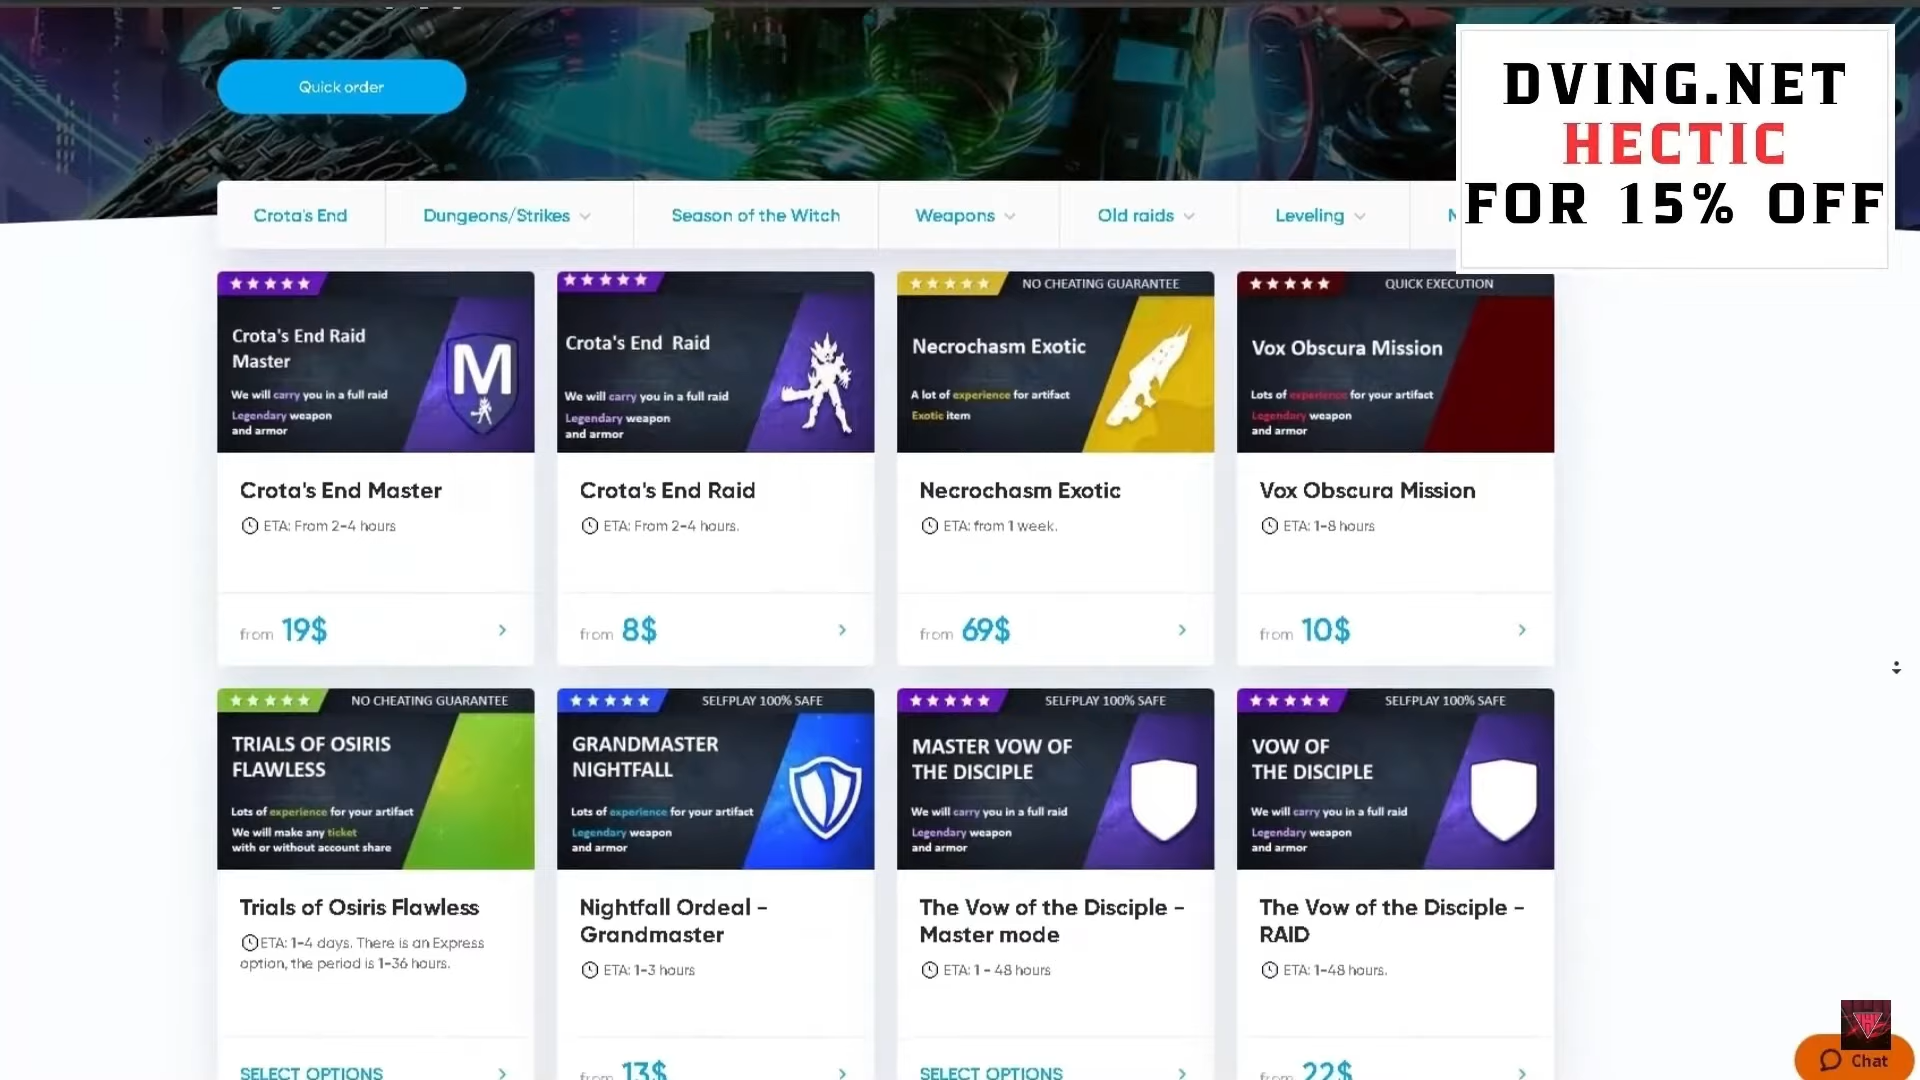 Quick order
DVING.NET
HECTIC
FOR 15% OFF
Crota's End
Dungeons/Strikes
Season of the Witch
Weapons
Old raids
Leveling
Crota's End Raid
Master
We will carry you in a full raid
Legendary weapon
and armor
Crota's End Master
ETA: From 2-4 hours
from 19$
Crota's End Raid
We will carry you in a full raid
Legendary weapon
and armor
Crota's End Raid
ETA: From 2-4 hours.
from 8$
NO CHEATING GUARANTEE
Necrochasm Exotic
A lot of experience for artifact
Exotic item
Necrochasm Exotic
ETA: from 1 week.
from 69$
QUICK EXECUTION
Vox Obscura Mission
Lots of experience for your artifact
Legendary weapon
and armor
Vox Obscura Mission
ETA: 1-8 hours
from 10$
NO CHEATING GUARANTEE
TRIALS OF OSIRIS
FLAWLESS
Lots of experience for your artifact
We will make any ticket
with or without account share
Trials of Osiris Flawless
ETA: 1-4 days. There is an Express
option, the period is 1-36 hours.
SELECT OPTIONS
SELFPLAY 100% SAFE
GRANDMASTER
NIGHTFALL
Lots of experience for your artifact
Legendary weapon
and armor
Nightfall Ordeal -
Grandmaster
ETA: 1-3 hours
from 13$
SELFPLAY 100% SAFE
MASTER VOW OF
THE DISCIPLE
We will carry you in a full raid
Legendary weapon
and armor
The Vow of the Disciple -
Master mode
ETA: 1 - 48 hours
SELECT OPTIONS
SELFPLAY 100% SAFE
VOW OF
THE DISCIPLE
We will carry you in a full raid
Legendary weapon
and armor
The Vow of the Disciple -
RAID
ETA: 1-48 hours.
from 22$
Chat